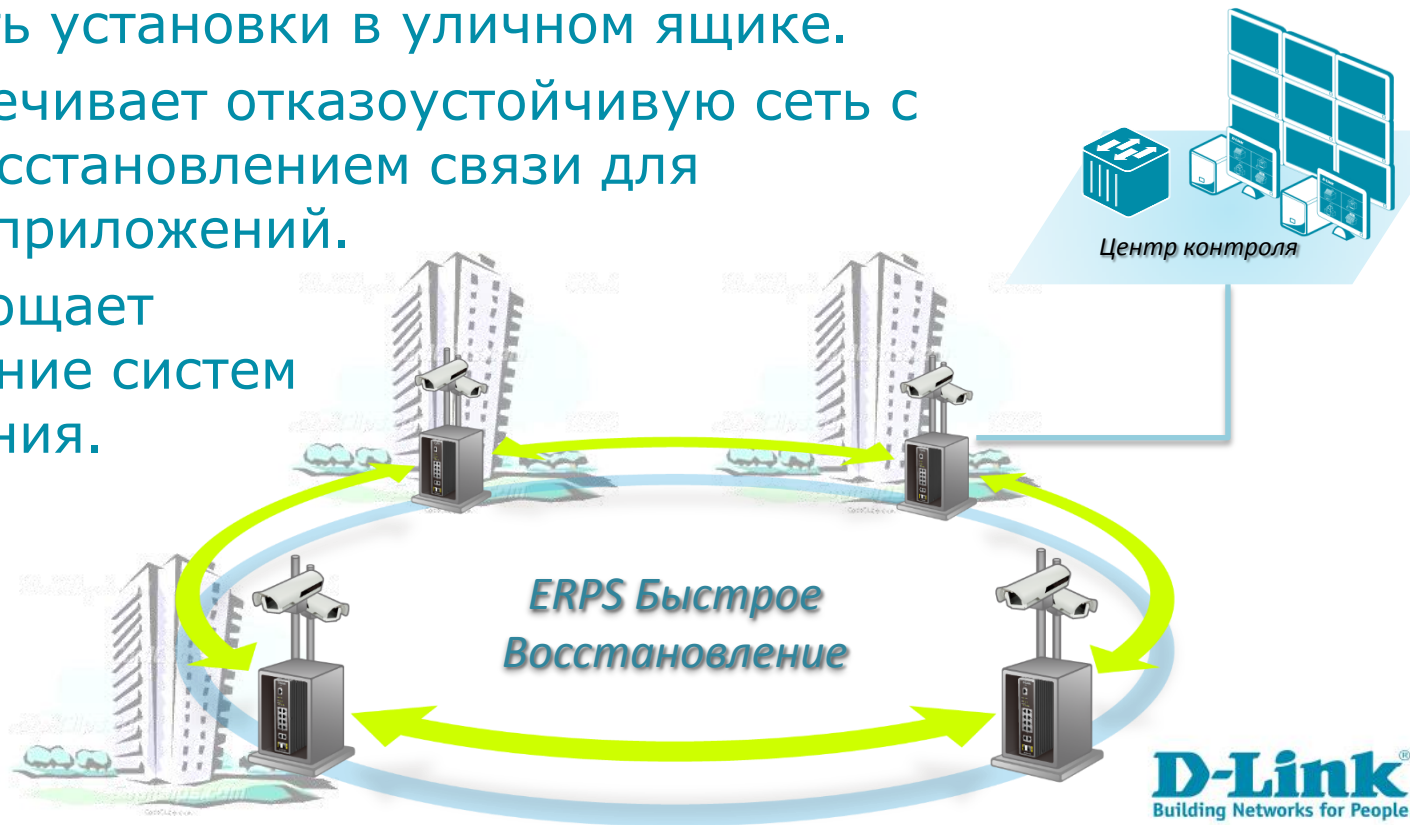 ть установки в уличном ящике.
ечивает отказоустойчивую сеть с
сстановлением связи для
приложений.
ощает
ние систем
ния.
Центр контроля
ERPS Быстрое
Восстановление
D-Link®
Building Networks for People